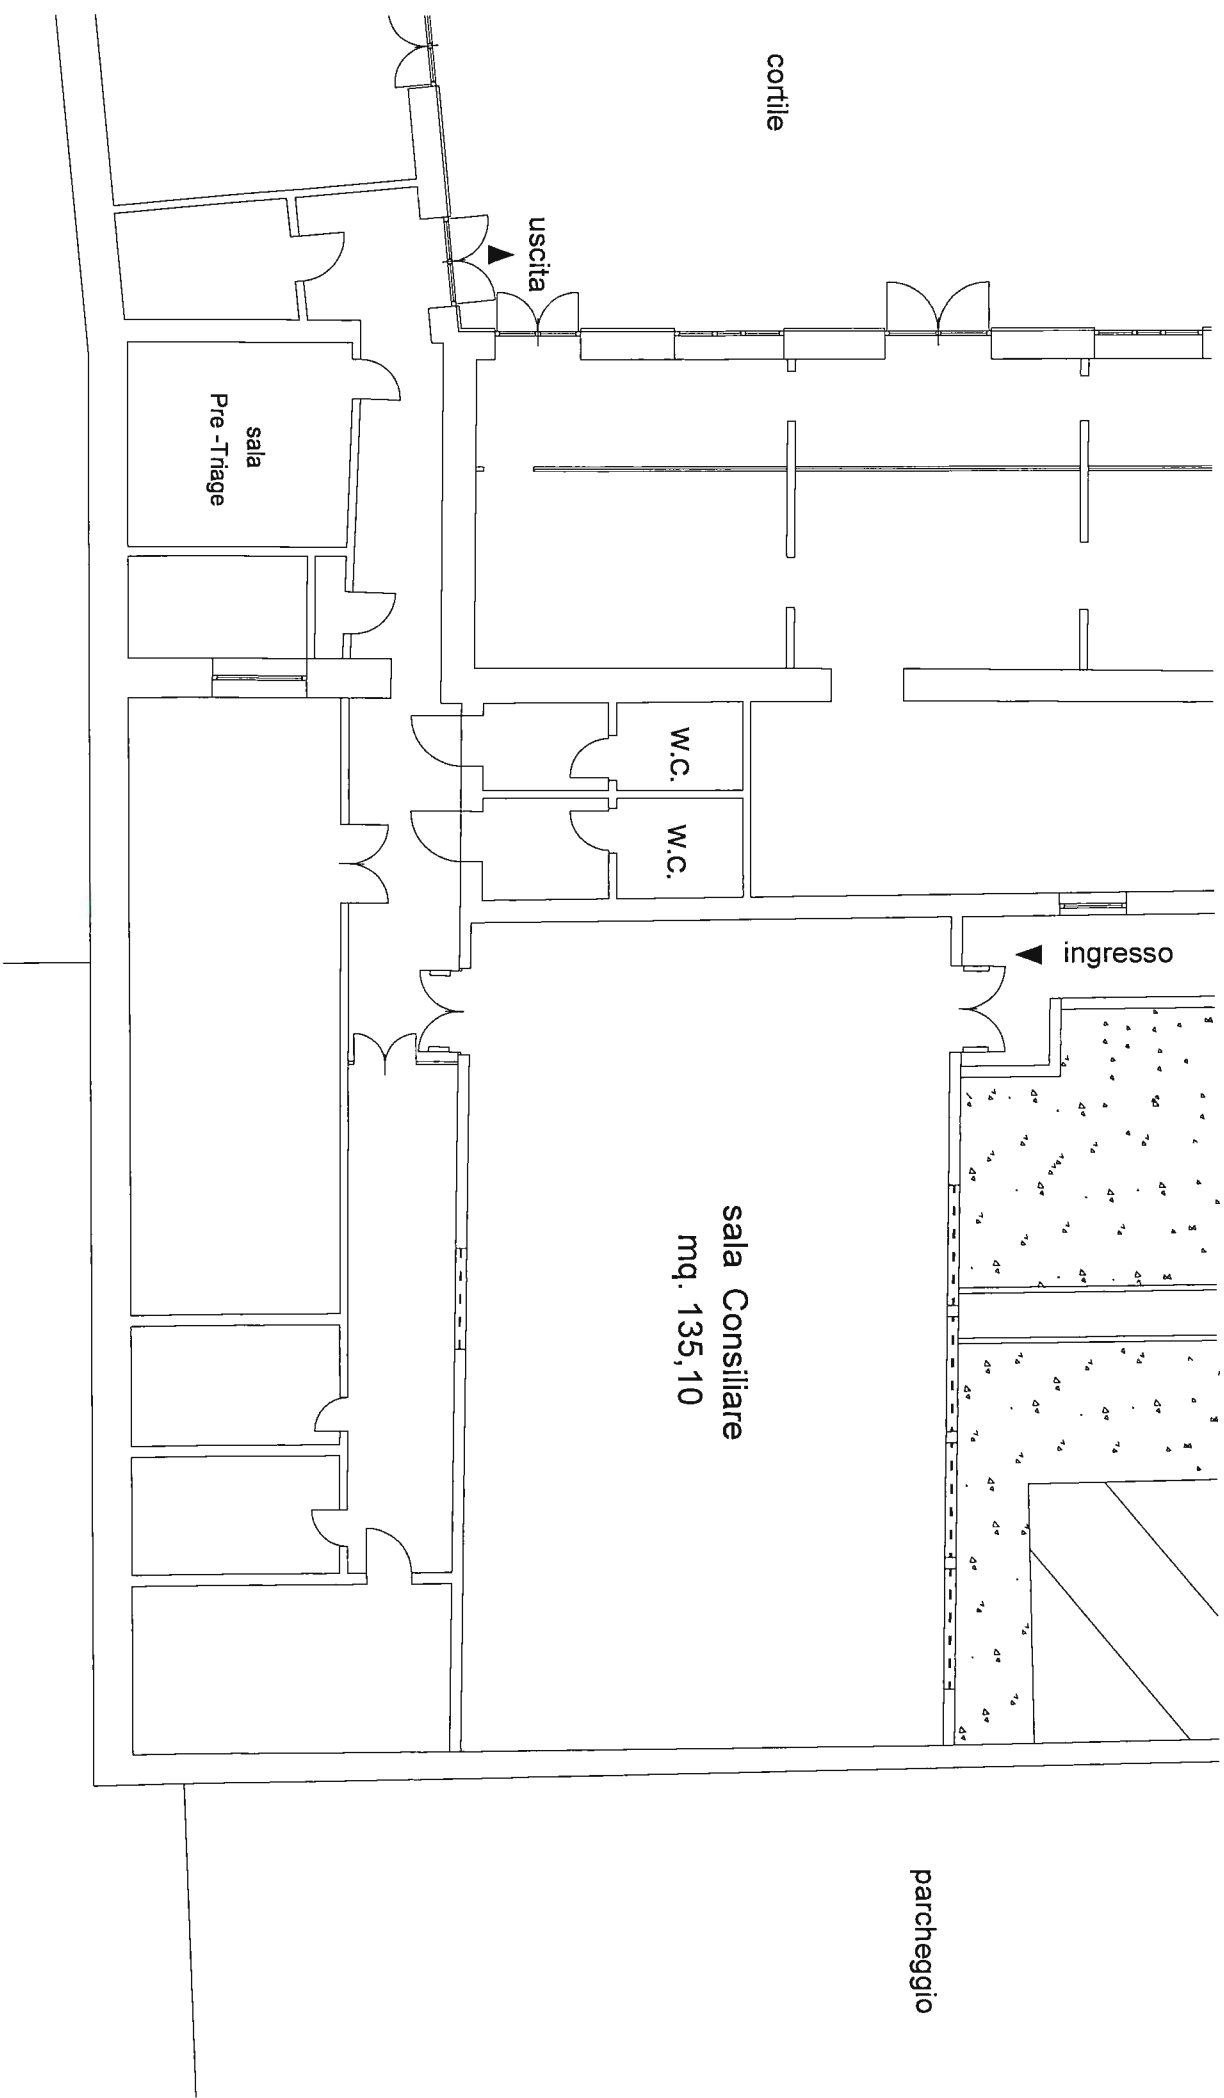 cortile
uscita
sala
Pre -Triage
W.C.
W.C.
ingresso
sala Consiliare
mq. 135,10
parcheggio